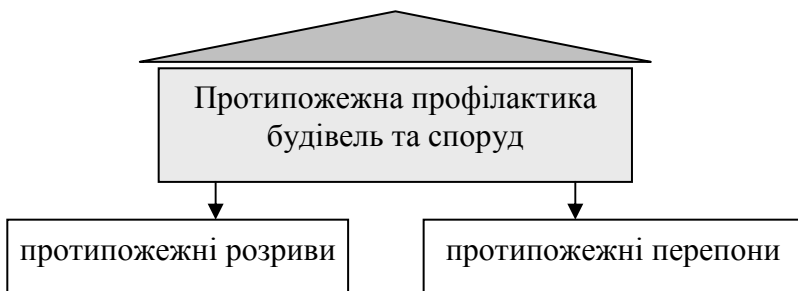 Протипожежна профілактика
будівель та споруд
протипожежні розриви
протипожежні перепони